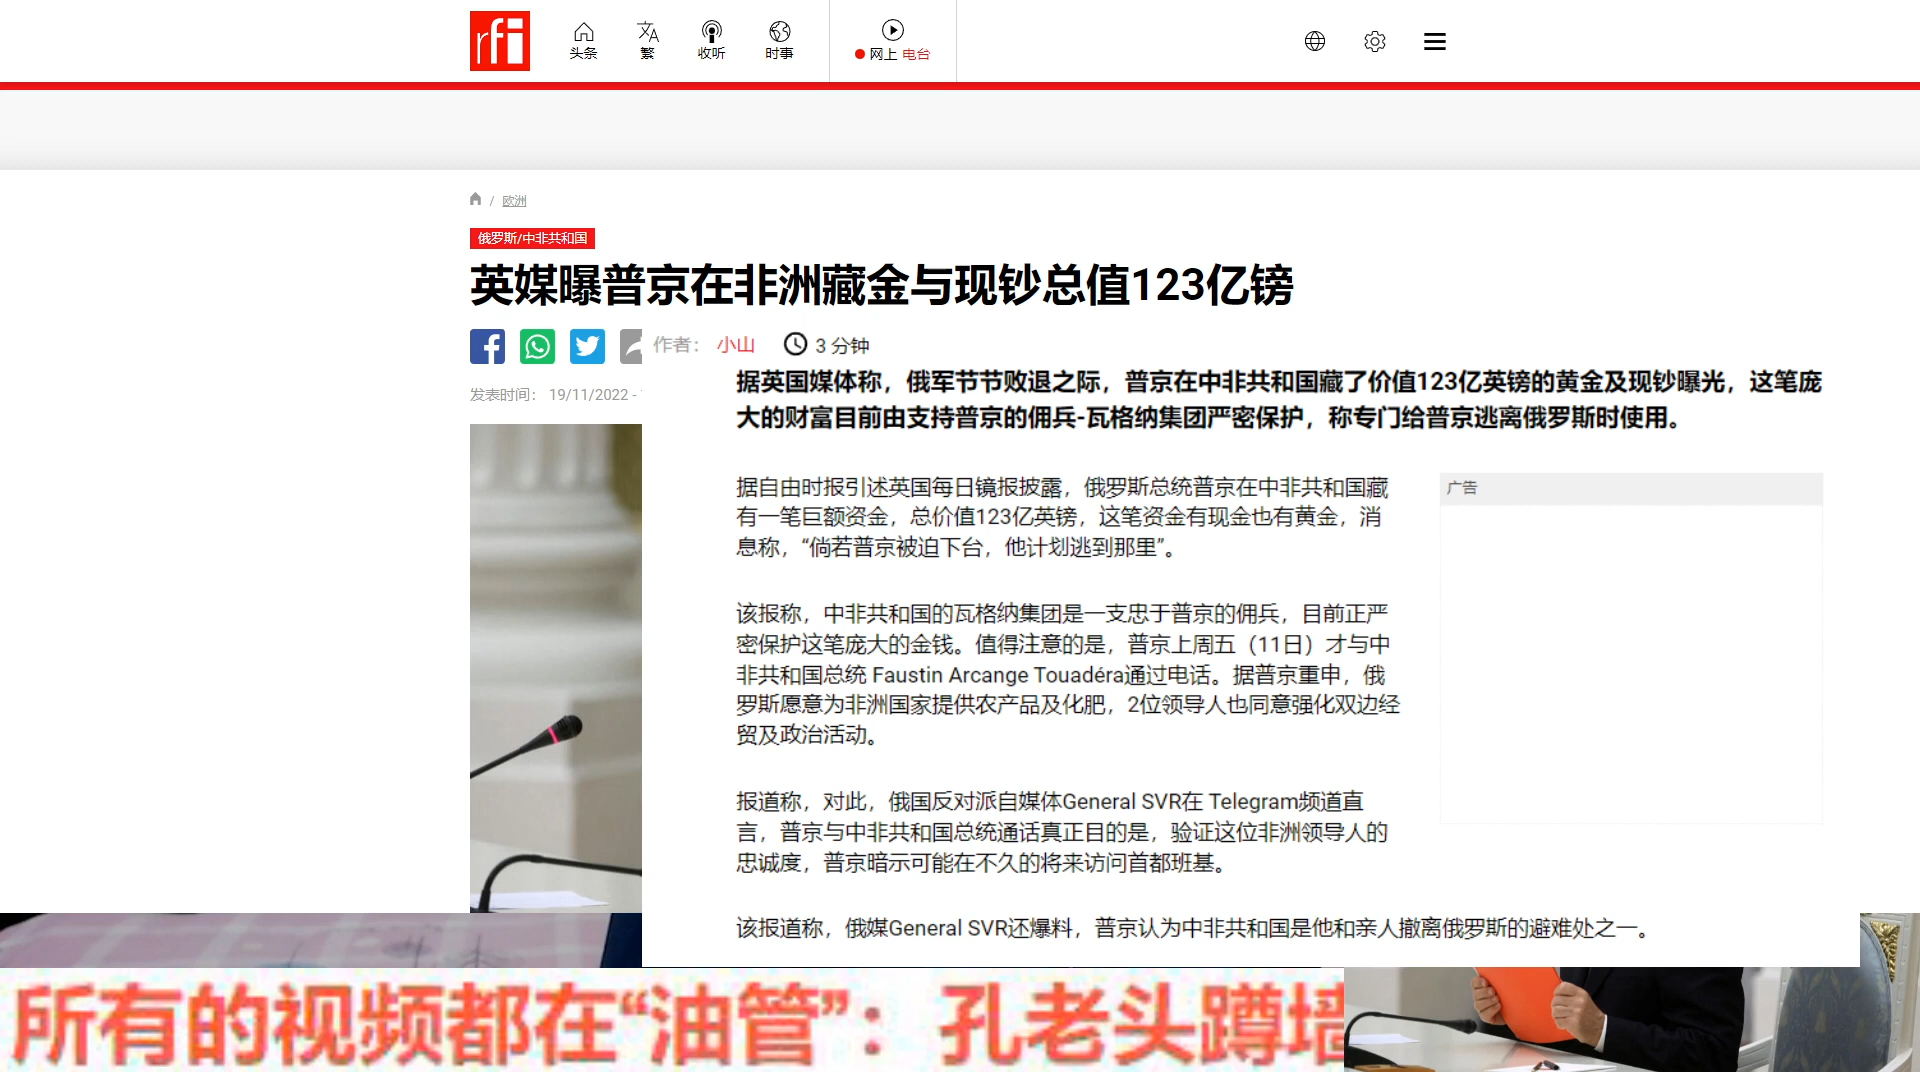 rfi
头条
繁
收听
时事
网上 电台
/ 欧洲
俄罗斯/中非共和国
英媒曝普京在非洲藏金与现钞总值123亿镑
作者： 小山 3 分钟
发表时间： 19/11/2022 -
据英国媒体称，俄军节节败退之际，普京在中非共和国藏了价值123亿英镑的黄金及现钞曝光，这笔庞
大的财富目前由支持普京的佣兵-瓦格纳集团严密保护，称专门给普京逃离俄罗斯时使用。
广告
据自由时报引述英国每日镜报披露，俄罗斯总统普京在中非共和国藏
有一笔巨额资金，总价值123亿英镑，这笔资金有现金也有黄金，消
息称，“倘若普京被迫下台，他计划逃到那里”。
该报称，中非共和国的瓦格纳集团是一支忠于普京的佣兵，目前正严
密保护这笔庞大的金钱。值得注意的是，普京上周五（11日）才与中
非共和国总统 Faustin Arcange Touadéra通过电话。据普京重申，俄
罗斯愿意为非洲国家提供农产品及化肥，2位领导人也同意强化双边经
贸及政治活动。
报道称，对此，俄国反对派自媒体General SVR在 Telegram频道直
言，普京与中非共和国总统通话真正目的是，验证这位非洲领导人的
忠诚度，普京暗示可能在不久的将来访问首都班基。
该报道称，俄媒General SVR还爆料，普京认为中非共和国是他和亲人撤离俄罗斯的避难处之一。
所有的视频都在“油管”：孔老头蹲墙